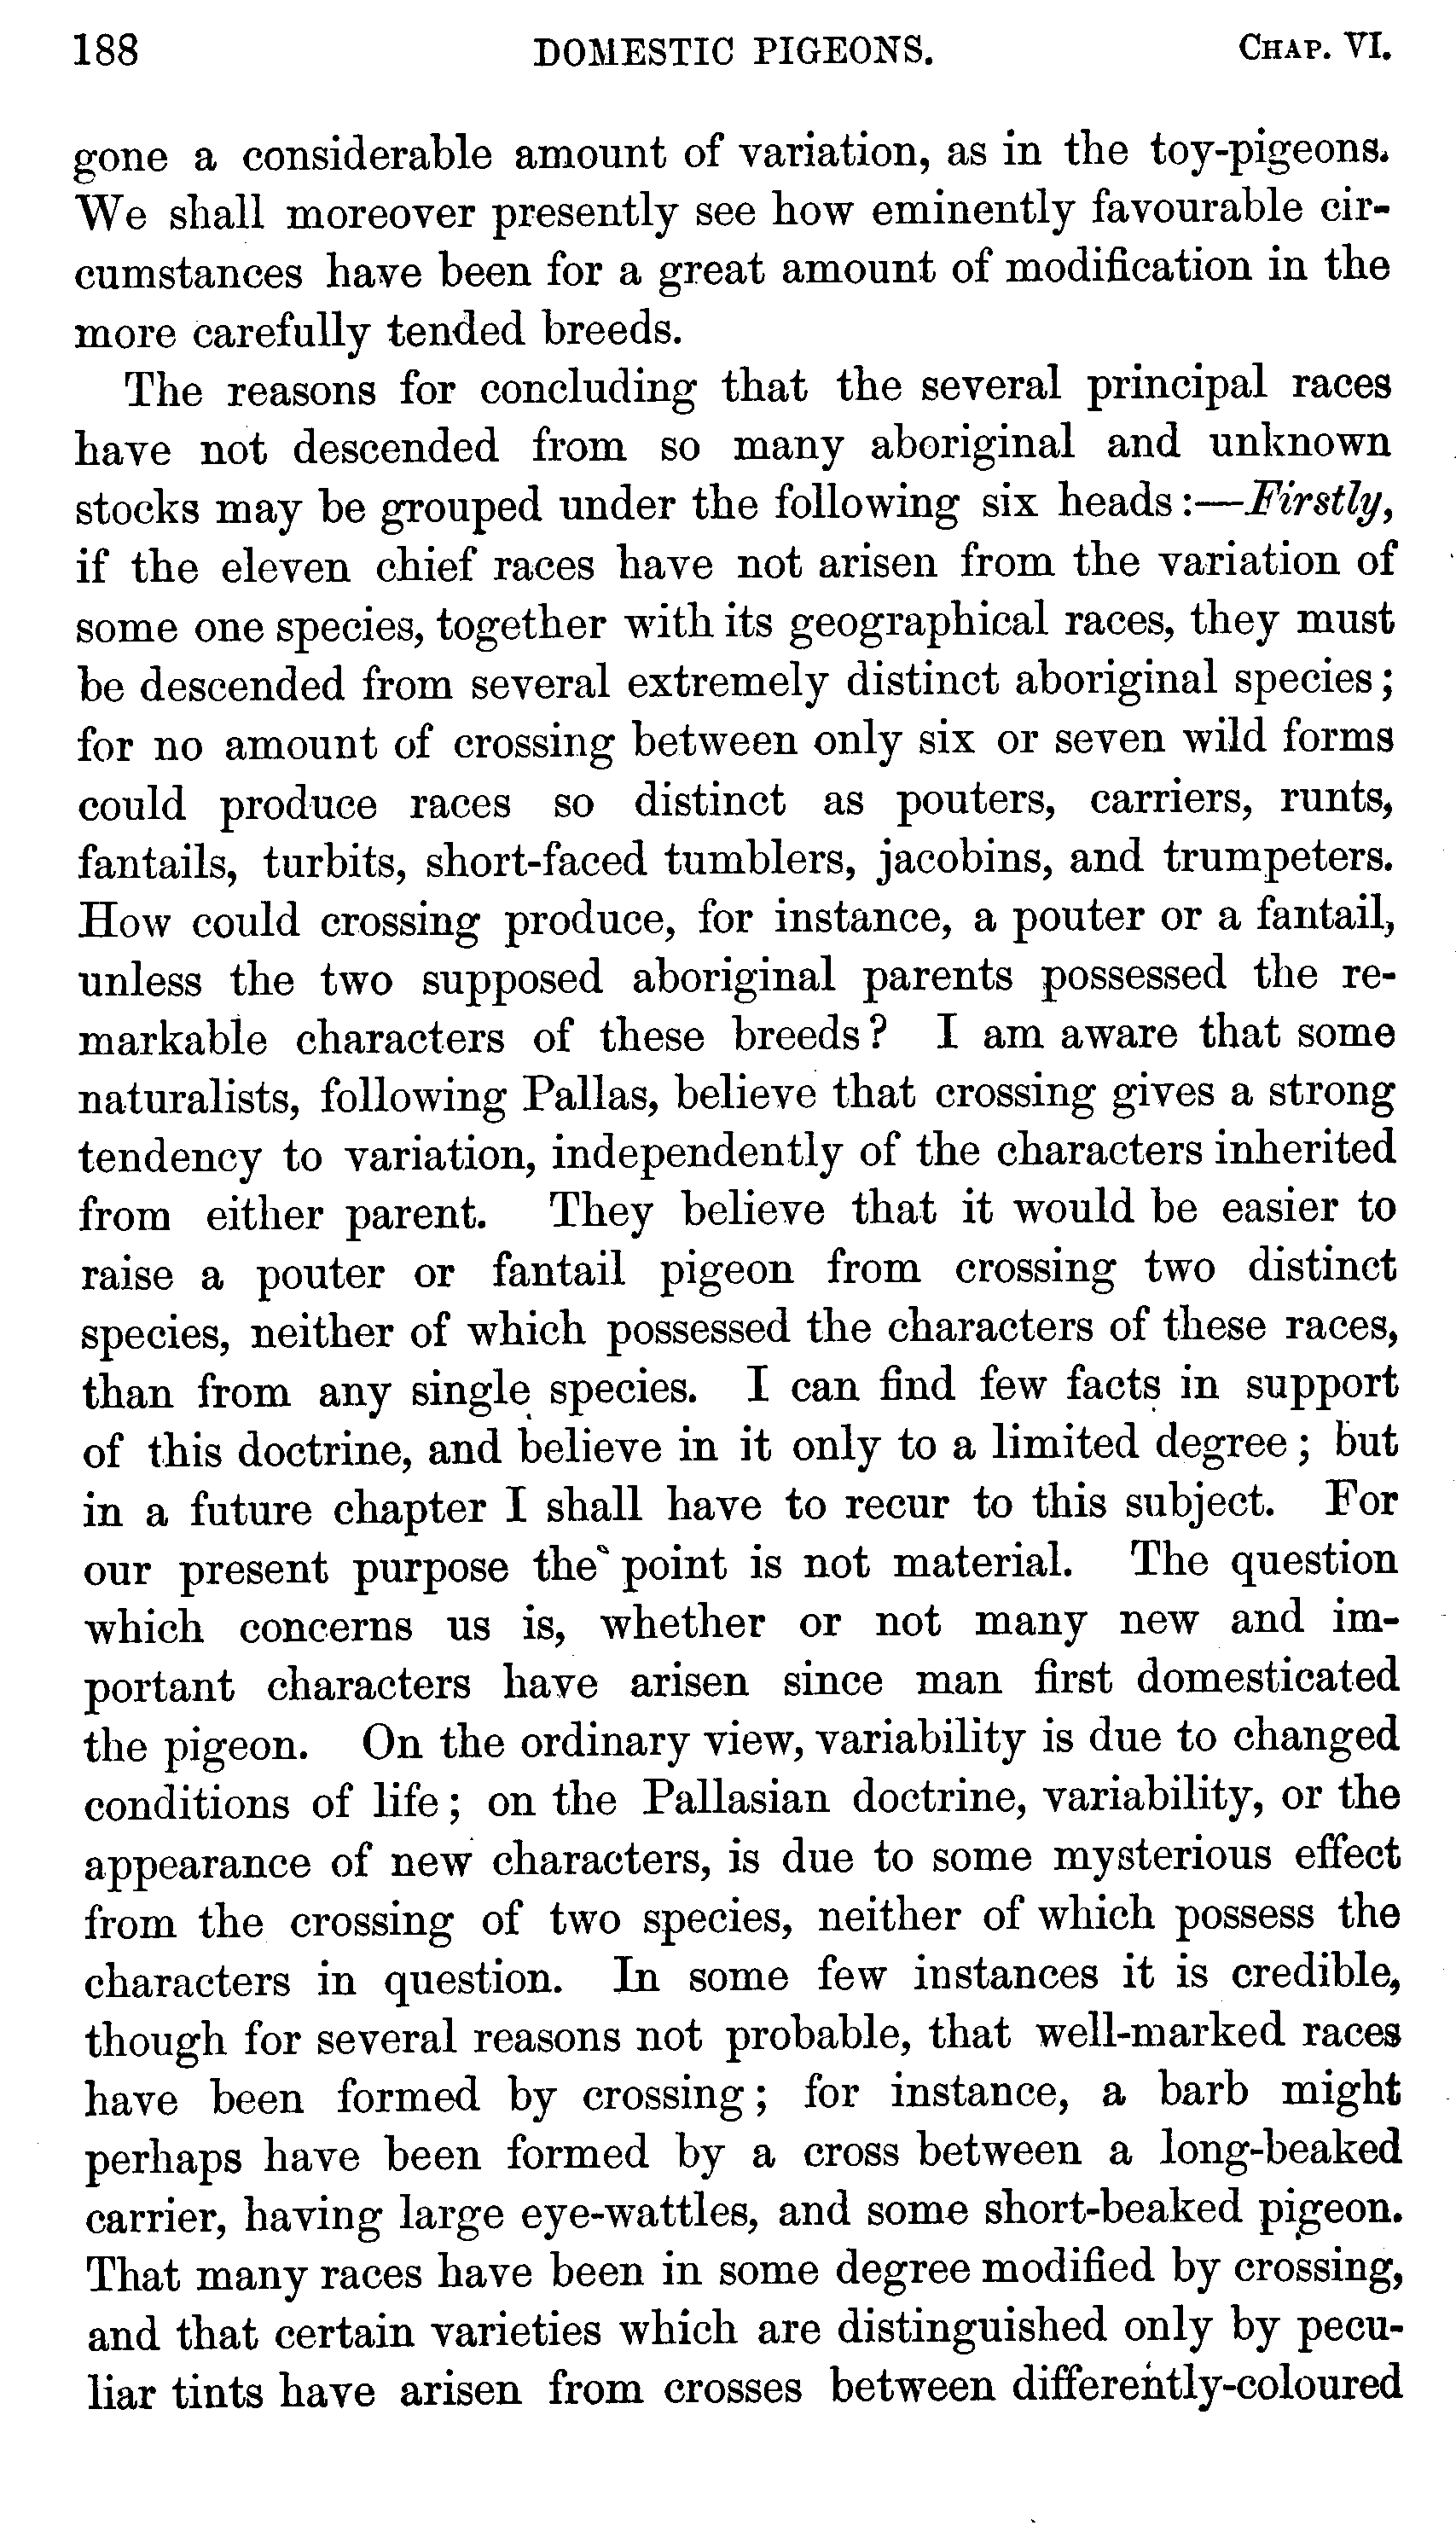 188 DOMESTIC PIGEONS. CHAP. VI.
gone a considerable amount of variation, as in the toy-pigeons.
We shall moreover presently see how eminently favourable cir-
cumstances have been for a great amount of modification in the
more carefully tended breeds.
The reasons for concluding that the several principal races
have not descended from so many aboriginal and unknown
stocks may be grouped under the following six heads:—Firstly,
if the eleven chief races have not arisen from the variation of
some one species, together with its geographical races, they must
be descended from several extremely distinct aboriginal species;
for no amount of crossing between only six or seven wild forms
could produce races so distinct as pouters, carriers, runts,
fantails, turbits, short-faced tumblers, jacobins, and trumpeters.
How could crossing produce, for instance, a pouter or a fantail,
unless the two supposed aboriginal parents possessed the re-
markable characters of these breeds? I am aware that some
naturalists, following Pallas, believe that crossing gives a strong
tendency to variation, independently of the characters inherited
from either parent. They believe that it would be easier to
raise a pouter or fantail pigeon from crossing two distinct
species, neither of which possessed the characters of these races,
than from any single species. I can find few facts in support
of this doctrine, and believe in it only to a limited degree; but
in a future chapter I shall have to recur to this subject. For
our present purpose the point is not material. The question
which concerns us is, whether or not many new and im-
portant characters have arisen since man first domesticated
the pigeon. On the ordinary view, variability is due to changed
conditions of life; on the Pallasian doctrine, variability, or the
appearance of new characters, is due to some mysterious effect
from the crossing of two species, neither of which possess the
characters in question. In some few instances it is credible,
though for several reasons not probable, that well-marked races
have been formed by crossing; for instance, a barb might
perhaps have been formed by a cross between a long-beaked
carrier, having large eye-wattles, and some short-beaked pigeon.
That many races have been in some degree modified by crossing,
and that certain varieties which are distinguished only by pecu-
liar tints have arisen from crosses between differently-coloured